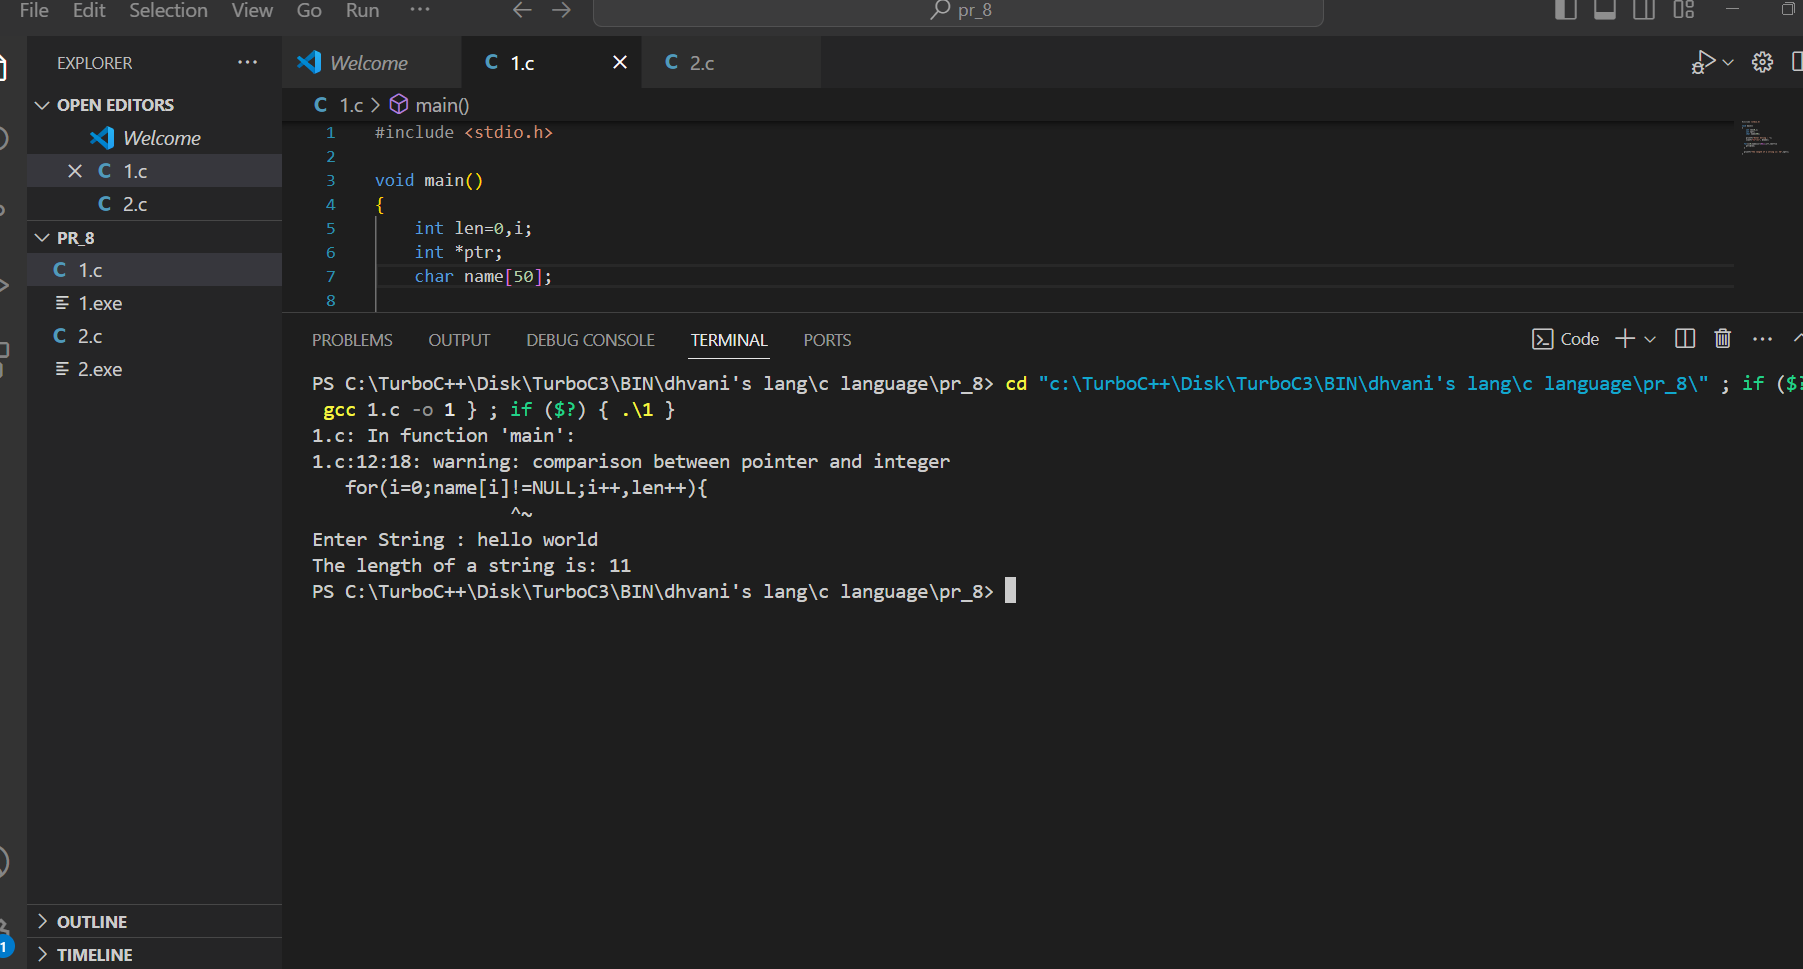 File Edit Selection View Go Run ···
pr_8
EXPLORER ···
OPEN EDITORS
Welcome
1.c
2.c
PR_8
1.c
1.exe
2.c
2.exe
OUTLINE
TIMELINE
1
Welcome 1.c 2.c
1.c > main()
1 #include <stdio.h>
2
3 void main()
4 {
5 int len=0,i;
6 int *ptr;
7 char name[50];
8
PROBLEMS OUTPUT DEBUG CONSOLE TERMINAL PORTS
Code
PS C:\TurboC++\Disk\TurboC3\BIN\dhvani's lang\c language\pr_8> cd "c:\TurboC++\Disk\TurboC3\BIN\dhvani's lang\c language\pr_8\" ; if ($?
gcc 1.c -o 1 } ; if ($?) { .\1 }
1.c: In function 'main':
1.c:12:18: warning: comparison between pointer and integer
for(i=0;name[i]!=NULL;i++,len++){
^~
Enter String : hello world
The length of a string is: 11
PS C:\TurboC++\Disk\TurboC3\BIN\dhvani's lang\c language\pr_8>